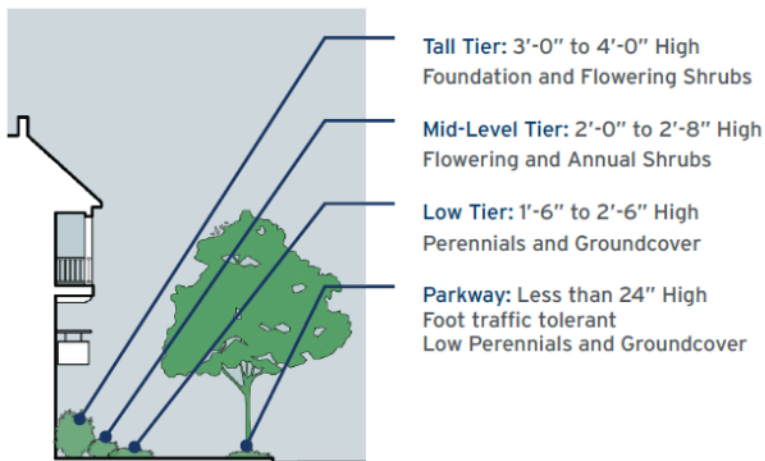 Tall Tier: 3'-0" to 4'-0" High
Foundation and Flowering Shrubs
Mid-Level Tier: 2'-0" to 2'-8" High
Flowering and Annual Shrubs
Low Tier: 1'-6" to 2'-6" High
Perennials and Groundcover
Parkway: Less than 24" High
Foot traffic tolerant
Low Perennials and Groundcover